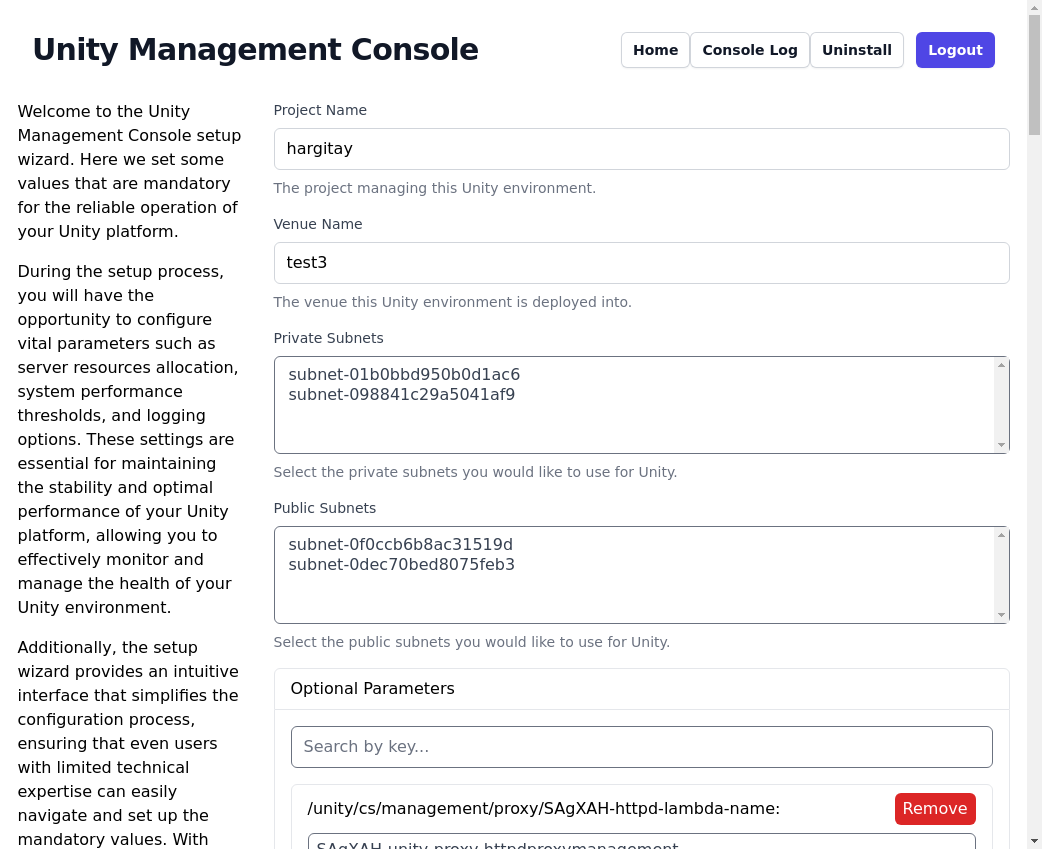 Unity Management Console
Home
Console Log
Uninstall
Logout
Welcome to the Unity
Management Console setup
wizard. Here we set some
values that are mandatory
for the reliable operation of
your Unity platform.
During the setup process,
you will have the
opportunity to configure
vital parameters such as
server resources allocation,
system performance
thresholds, and logging
options. These settings are
essential for maintaining
the stability and optimal
performance of your Unity
platform, allowing you to
effectively monitor and
manage the health of your
Unity environment.
Additionally, the setup
wizard provides an intuitive
interface that simplifies the
configuration process,
ensuring that even users
with limited technical
expertise can easily
navigate and set up the
mandatory values. With
Project Name
hargitay
The project managing this Unity environment.
Venue Name
test3
The venue this Unity environment is deployed into.
Private Subnets
subnet-01b0bbd950b0d1ac6
subnet-098841c29a5041af9
Select the private subnets you would like to use for Unity.
Public Subnets
subnet-0f0ccb6b8ac31519d
subnet-0dec70bed8075feb3
Select the public subnets you would like to use for Unity.
Optional Parameters
Search by key...
/unity/cs/management/proxy/SAgXAH-httpd-lambda-name:
Remove
SAgXAH-unity-proxy-httpdproxymanagement